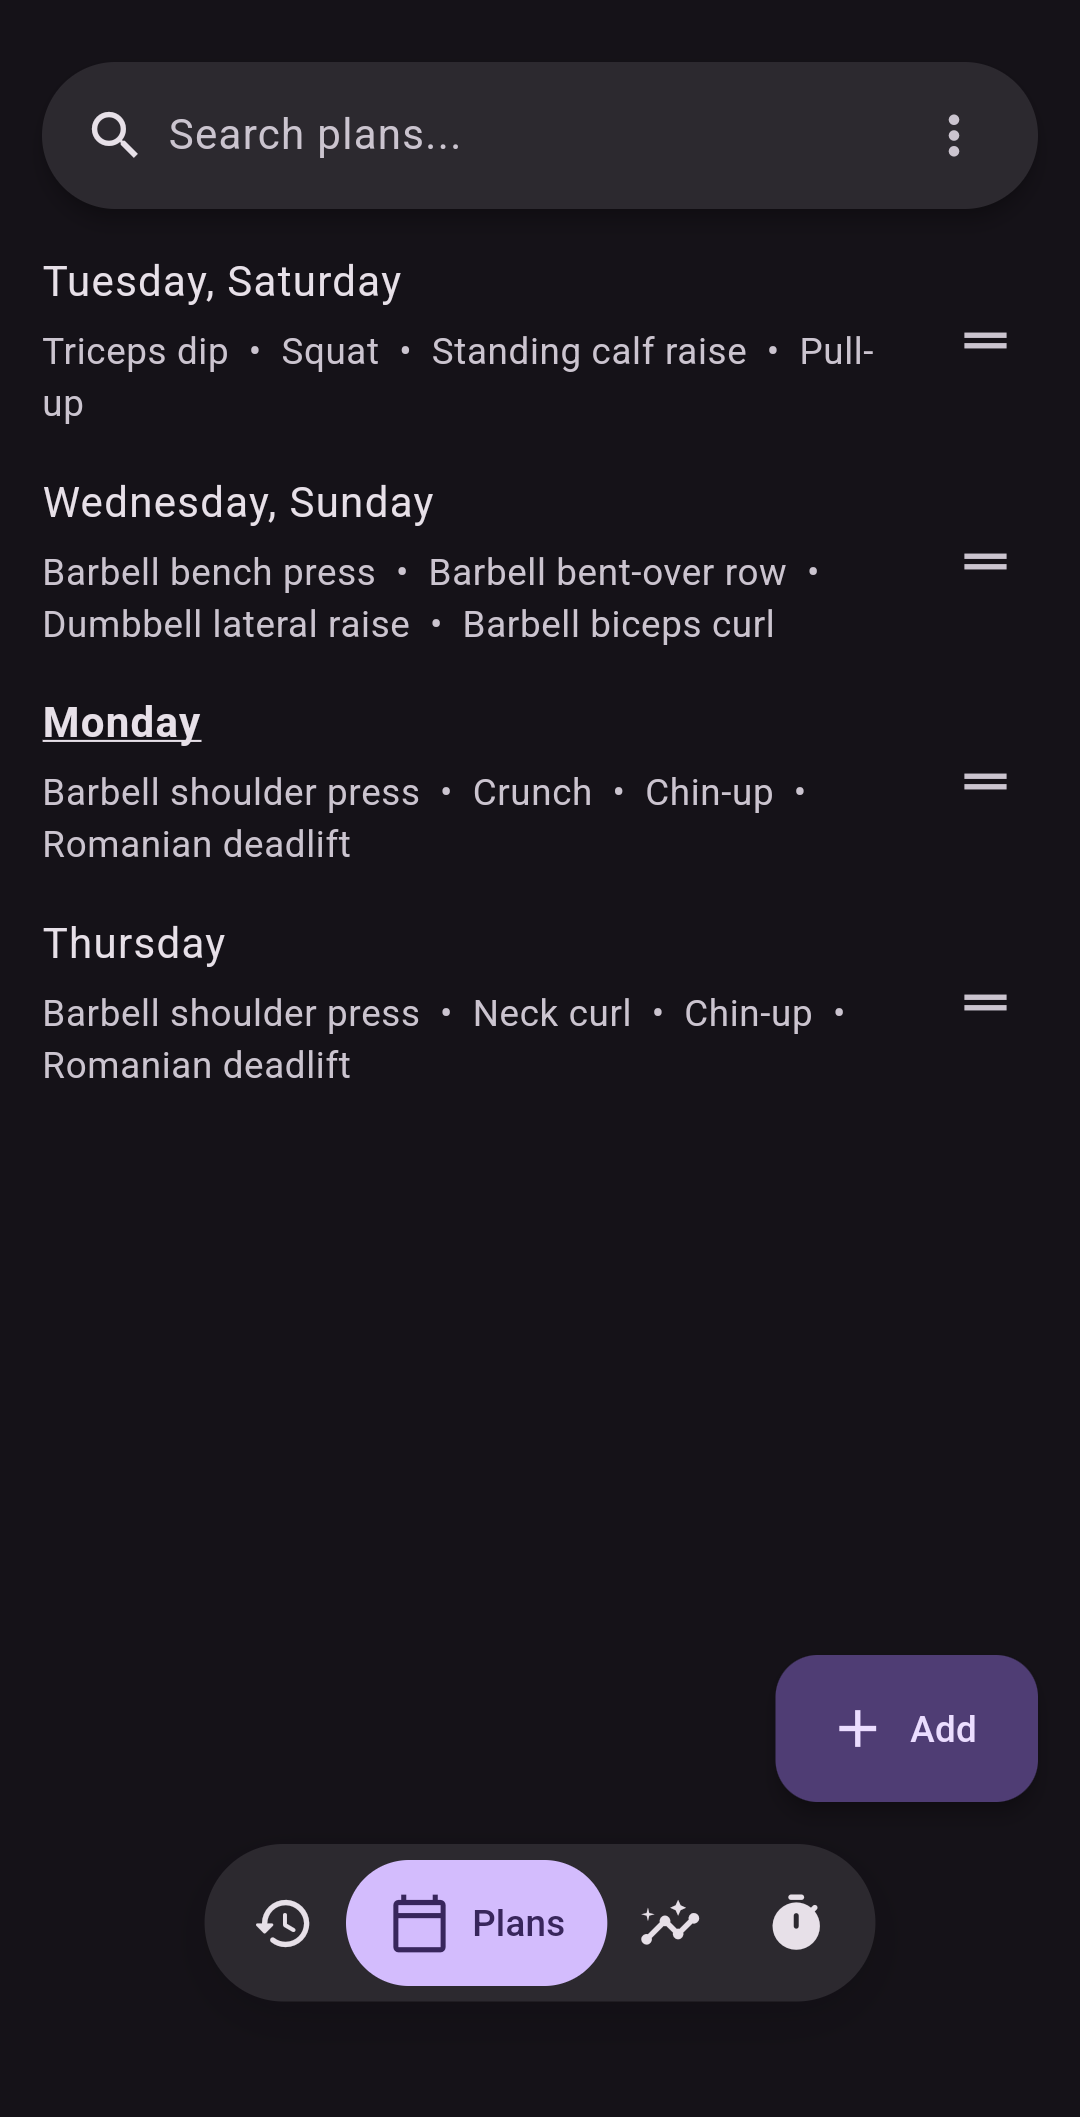 Search plans...
Tuesday, Saturday
Triceps dip • Squat • Standing calf raise • Pull-
up
Wednesday, Sunday
Barbell bench press • Barbell bent-over row •
Dumbbell lateral raise • Barbell biceps curl
Monday
Barbell shoulder press • Crunch • Chin-up •
Romanian deadlift
Thursday
Barbell shoulder press • Neck curl • Chin-up •
Romanian deadlift
Add
Plans